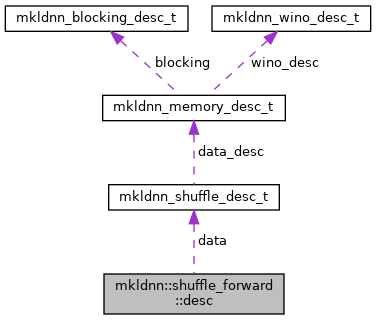 mkldnn_blocking_desc_t
mkldnn_wino_desc_t
blocking
wino_desc
mkldnn_memory_desc_t
data_desc
mkldnn_shuffle_desc_t
data
mkldnn::shuffle_forward
::desc